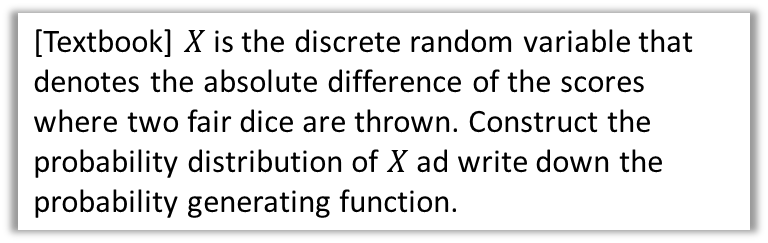 [Textbook] X is the discrete random variable that
denotes the absolute difference of the scores
where two fair dice are thrown. Construct the
probability distribution of X ad write down the
probability generating function.